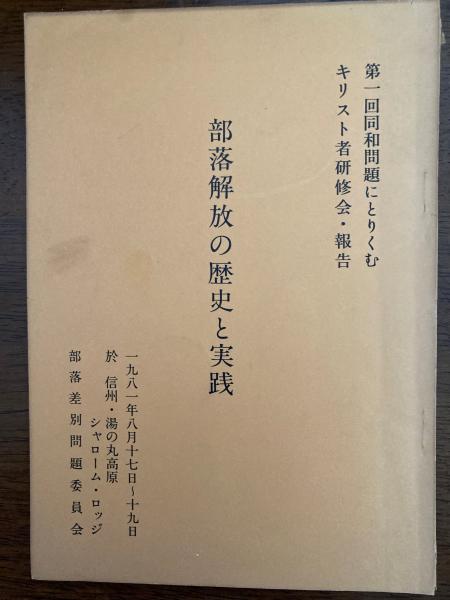 第一回同和問題にとりくむ
キリスト者研修会・報告
部落解放の歴史と実践
一九八一年八月十七日～十九日
於 信州・湯の丸高原
シャローム・ロッジ
部落差別問題委員会